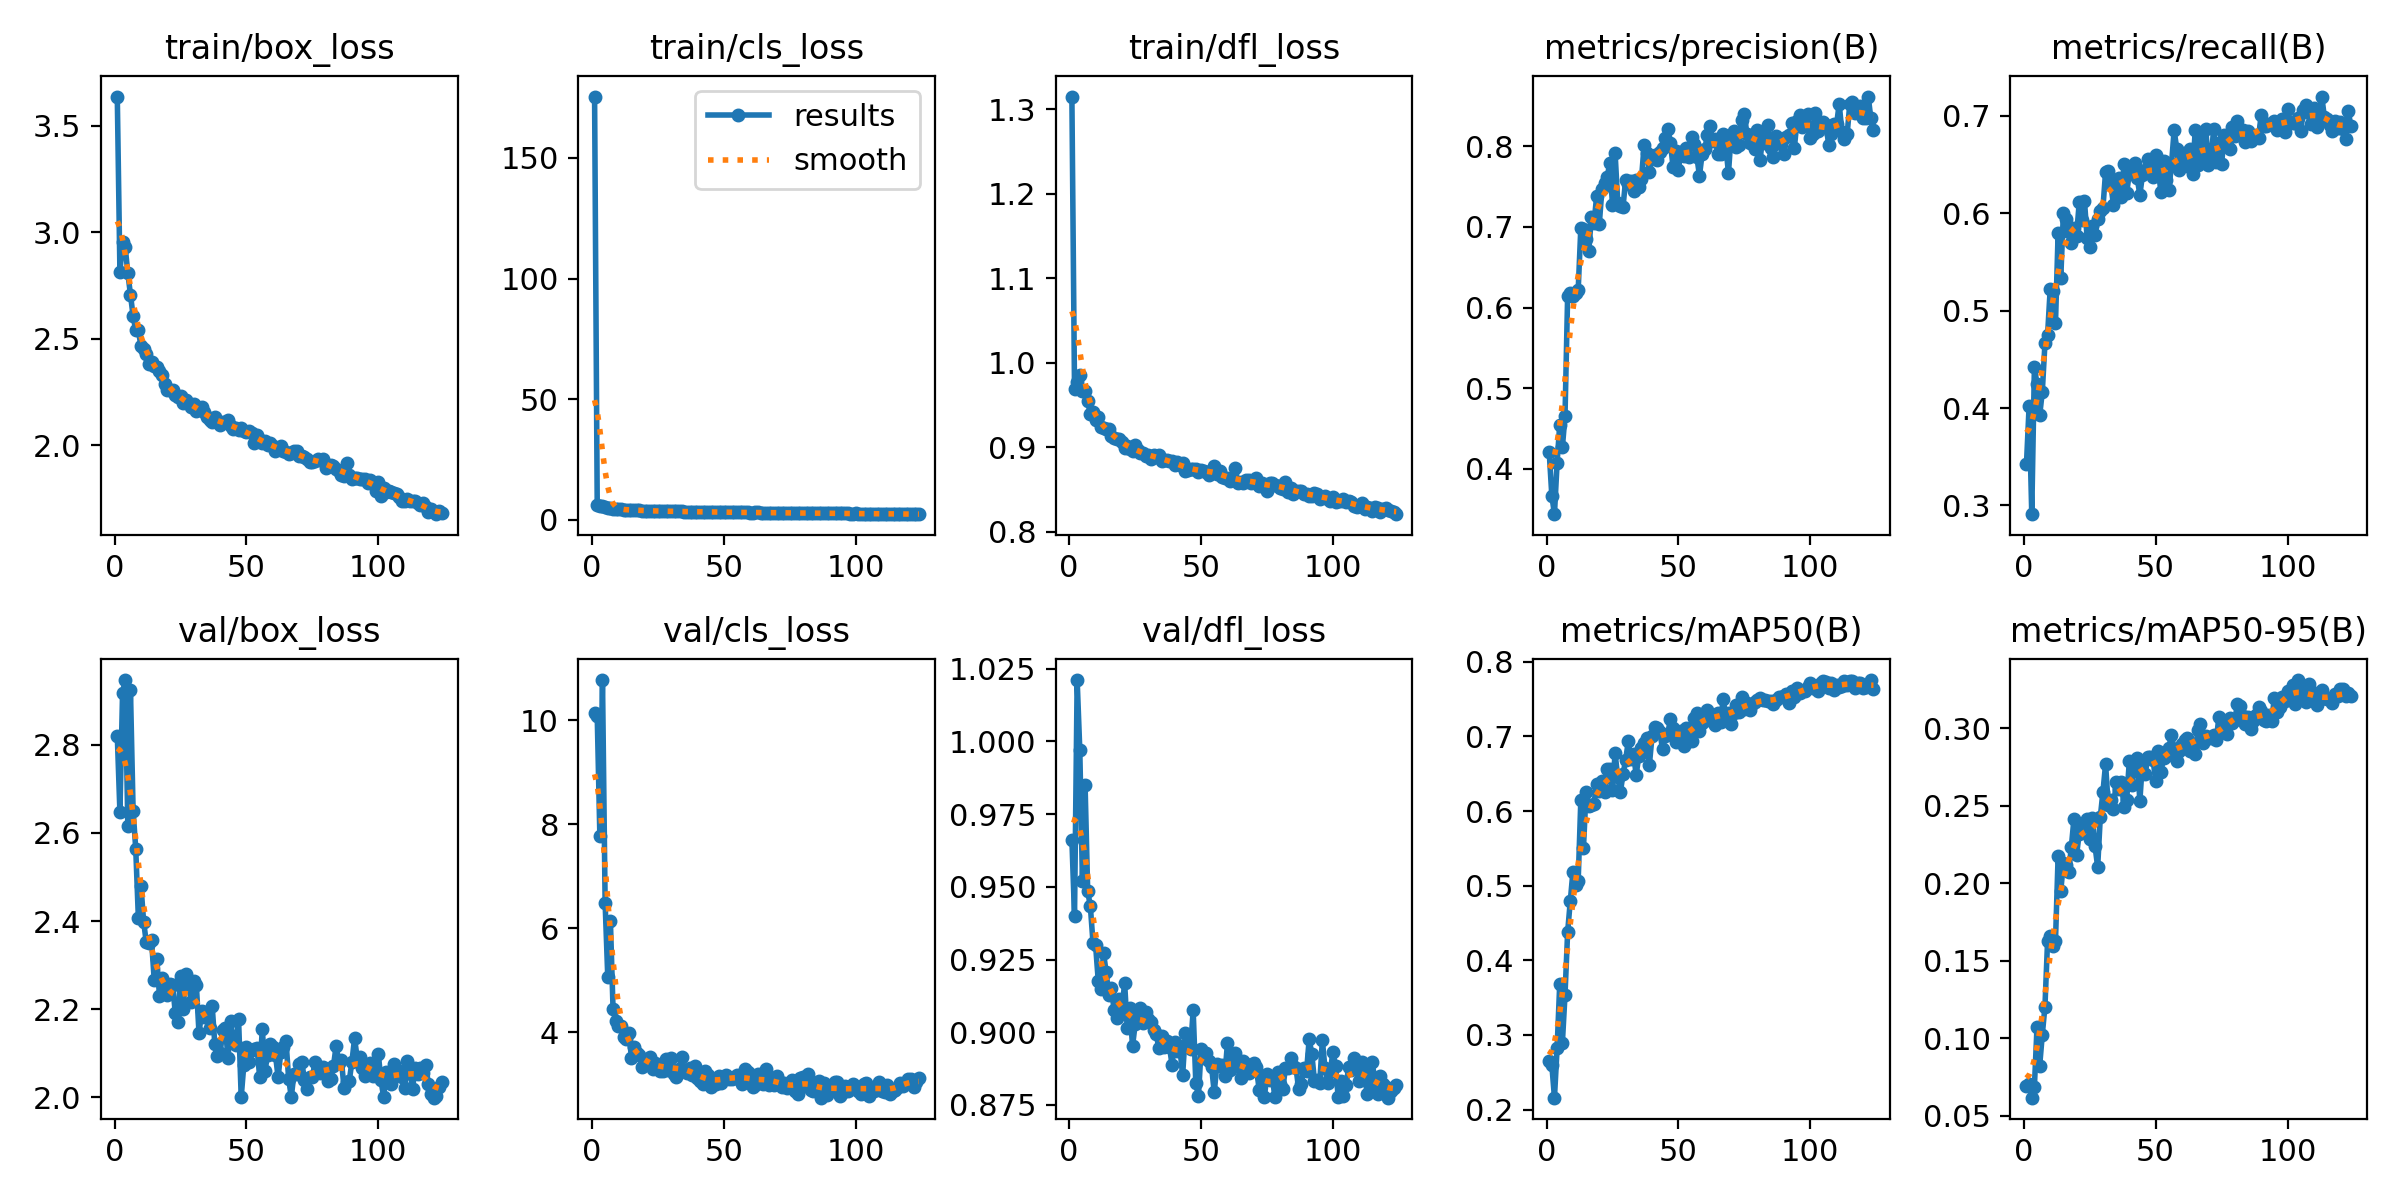 train/box_loss
3.5
3.0
2.5
2.0
0 50 100
train/cls_loss
results
smooth
150
100
50
0
0 50 100
train/dfl_loss
1.3
1.2
1.1
1.0
0.9
0.8
0 50 100
metrics/precision(B)
0.8
0.7
0.6
0.5
0.4
0 50 100
metrics/recall(B)
0.7
0.6
0.5
0.4
0.3
0 50 100
val/box_loss
2.8
2.6
2.4
2.2
2.0
0 50 100
val/cls_loss
10
8
6
4
0 50 100
val/dfl_loss
1.025
1.000
0.975
0.950
0.925
0.900
0.875
0 50 100
metrics/mAP50(B)
0.8
0.7
0.6
0.5
0.4
0.3
0.2
0 50 100
metrics/mAP50-95(B)
0.30
0.25
0.20
0.15
0.10
0.05
0 50 100